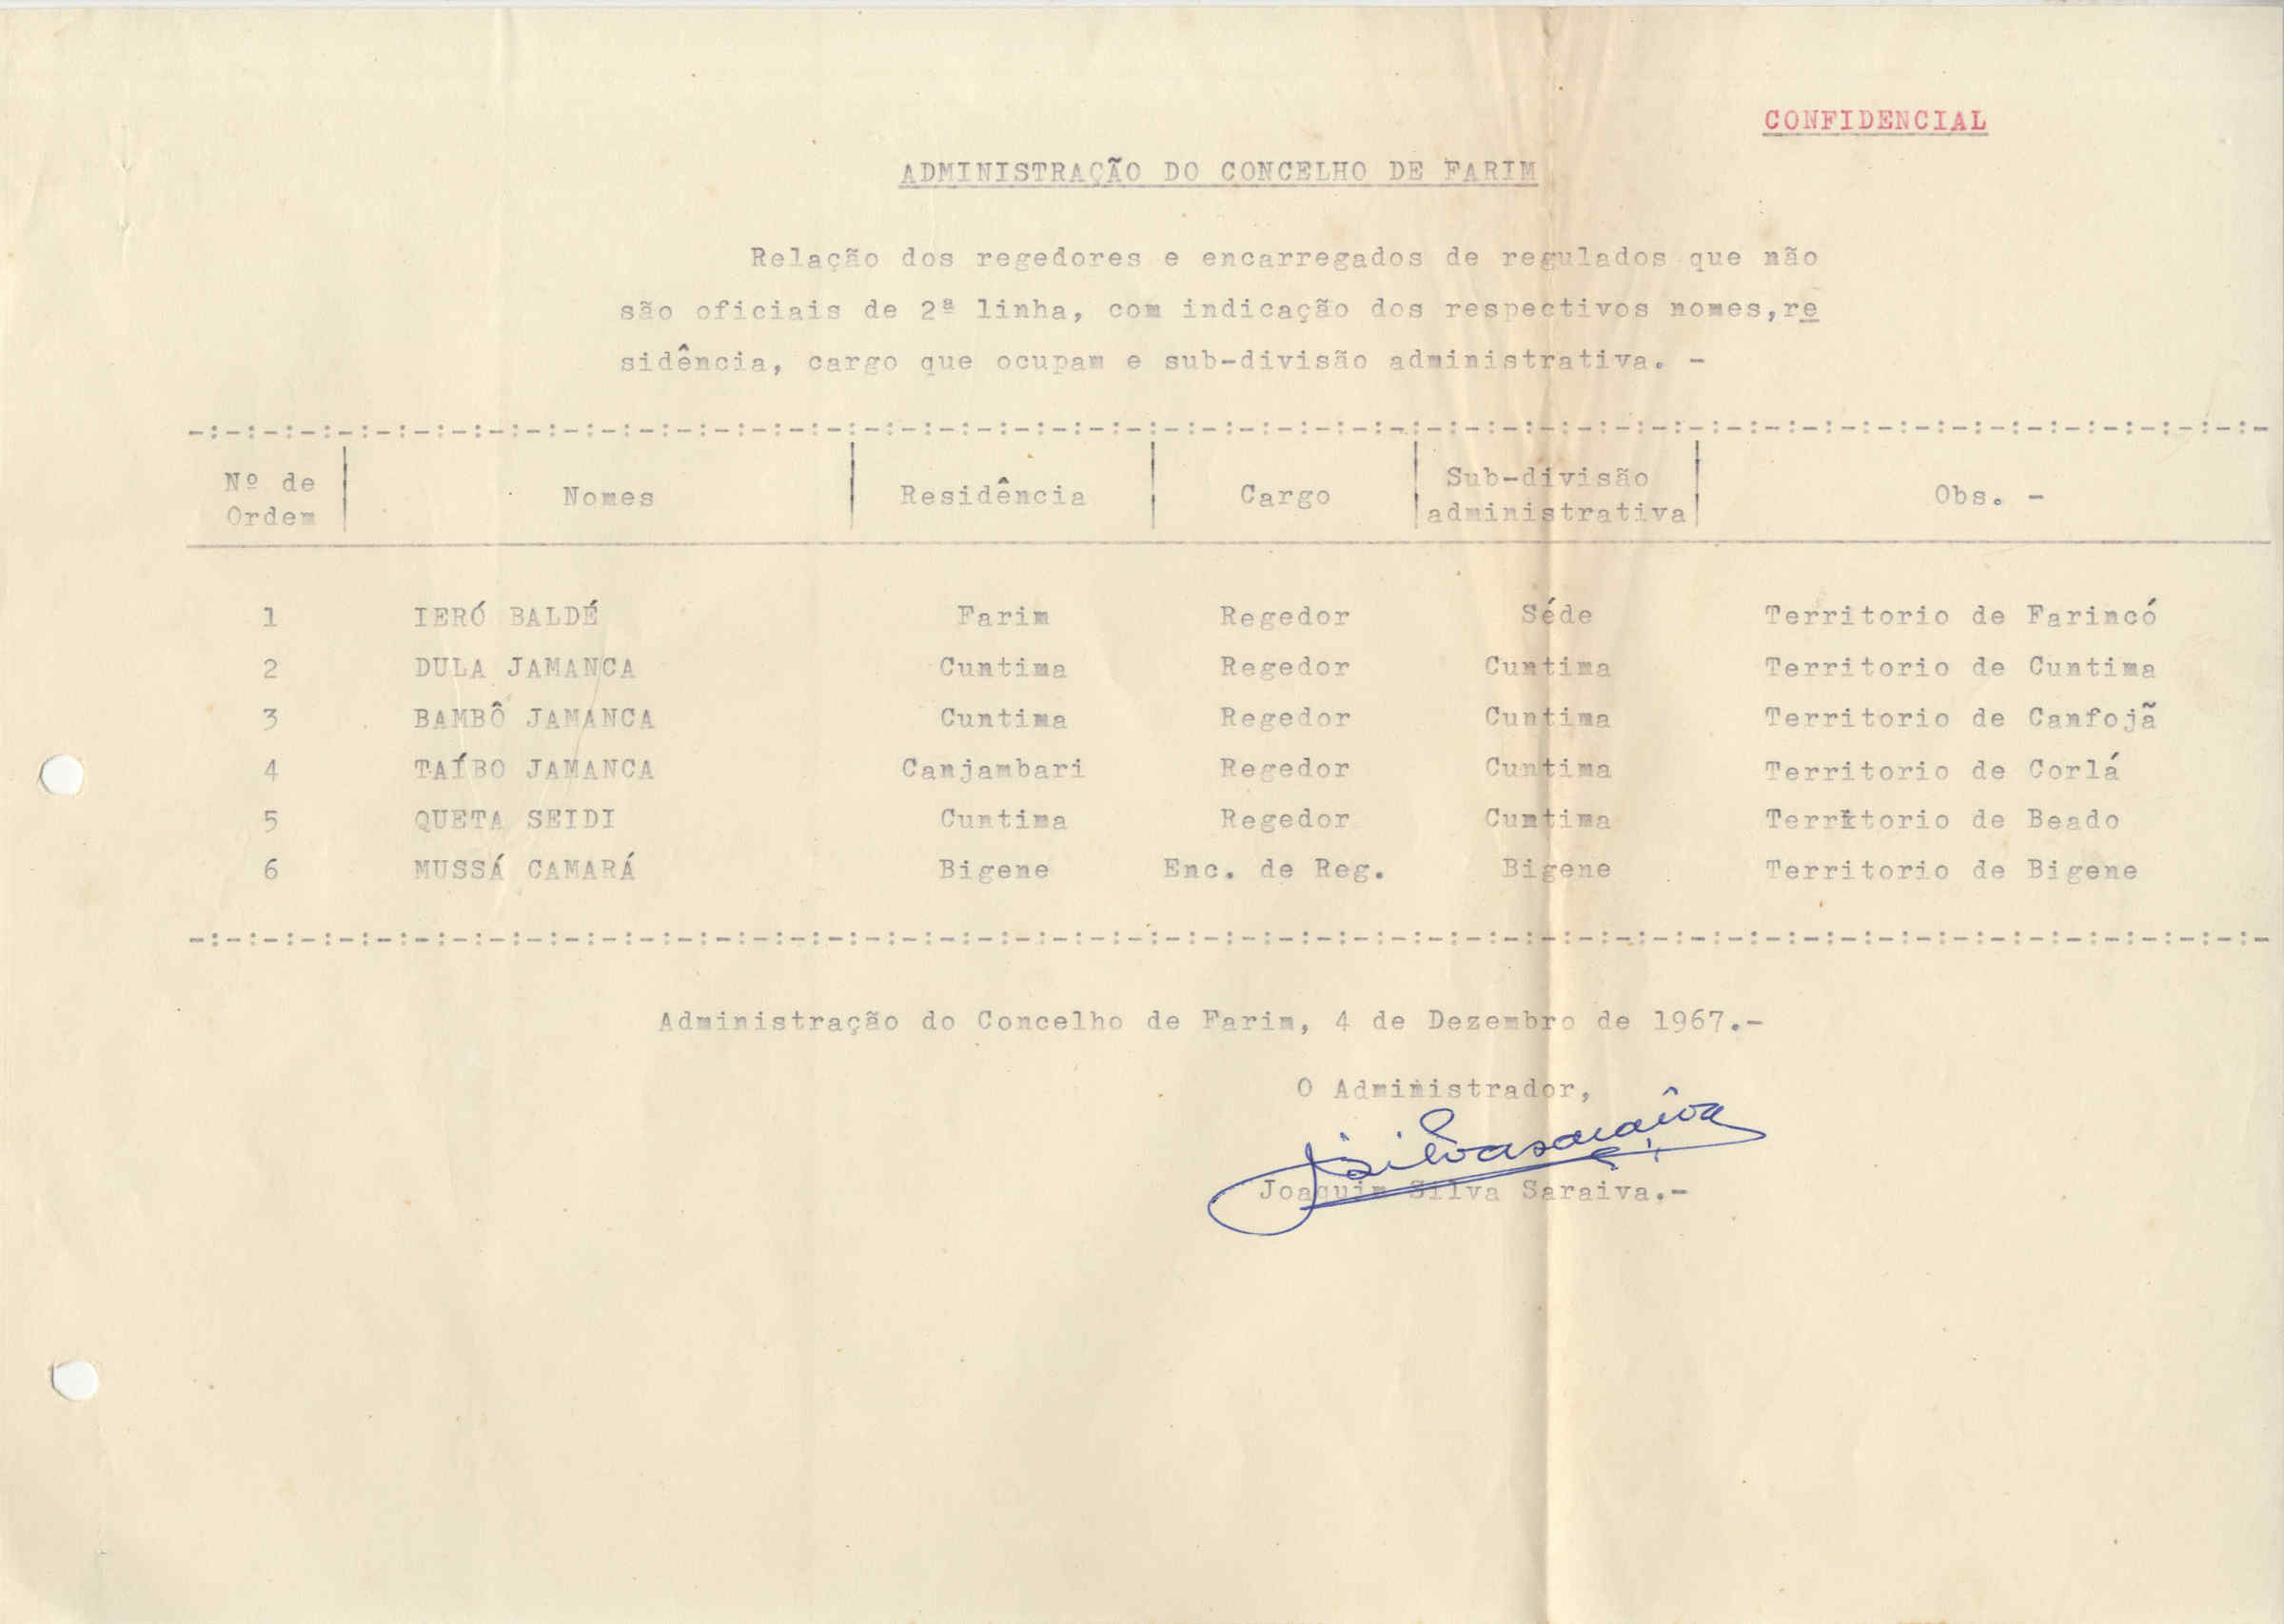 CONFIDENCIAL
ADMINISTRAÇÃO DO CONCELHO DE FARIM
Relação dos regedores e encarregados de regulados que não
são oficiais de 2ª linha, com indicação dos respectivos nomes,re
sidência, cargo que ocupam e sub-divisão administrativa. -
-:-:-:-:-:-:-:-:-:-:-:-:-:-:-:-:-:-:-:-:-:-:-:-:-:-:-:-:-:-:-:-:-:-:-:-:-:-:-:-:-:-:-:-:-:-:-:-:-:-:-:-:-:-:-:-
Nº de Ordem | Nomes | Residência | Cargo | Sub-divisão administrativa | Obs. -
1 IERÓ BALDÉ Farim Regedor Séde Territorio de Farincó
2 DULA JAMANCA Cuntima Regedor Cuntima Territorio de Cuntima
3 BAMBÔ JAMANCA Cuntima Regedor Cuntima Territorio de Canfojã
4 TAÍBO JAMANCA Canjambari Regedor Cuntima Territorio de Corlá
5 QUETA SEIDI Cuntima Regedor Cuntima Territorio de Beado
6 MUSSÁ CAMARÁ Bigene Enc. de Reg. Bigene Territorio de Bigene
-:-:-:-:-:-:-:-:-:-:-:-:-:-:-:-:-:-:-:-:-:-:-:-:-:-:-:-:-:-:-:-:-:-:-:-:-:-:-:-:-:-:-:-:-:-:-:-:-:-:-:-:-:-:-:-
Administração do Concelho de Farim, 4 de Dezembro de 1967.-
O Administrador,
JSilvasaraiva
Joaquim Silva Saraiva.-